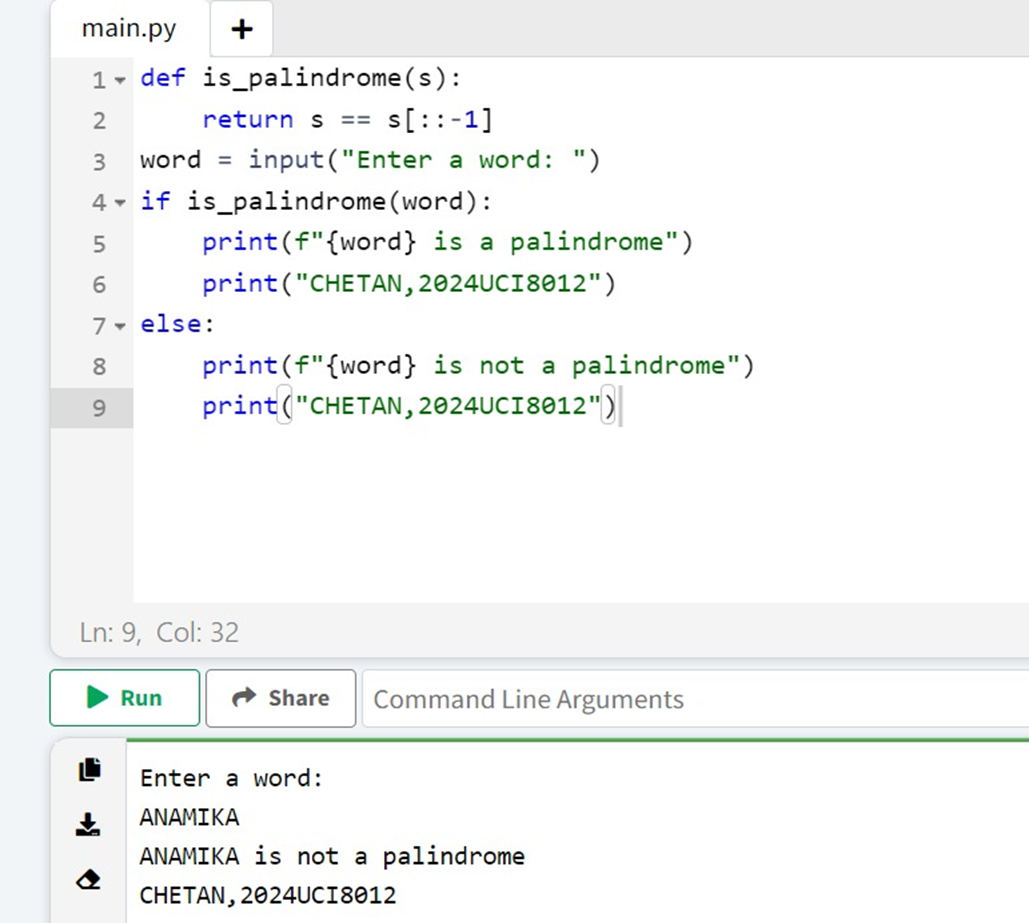 main.py +
1 def is_palindrome(s):
2     return s == s[::-1]
3 word = input("Enter a word: ")
4 if is_palindrome(word):
5     print(f"{word} is a palindrome")
6     print("CHETAN,2024UCI8012")
7 else:
8     print(f"{word} is not a palindrome")
9     print("CHETAN,2024UCI8012")
Ln: 9, Col: 32
Run Share Command Line Arguments
Enter a word:
ANAMIKA
ANAMIKA is not a palindrome
CHETAN,2024UCI8012